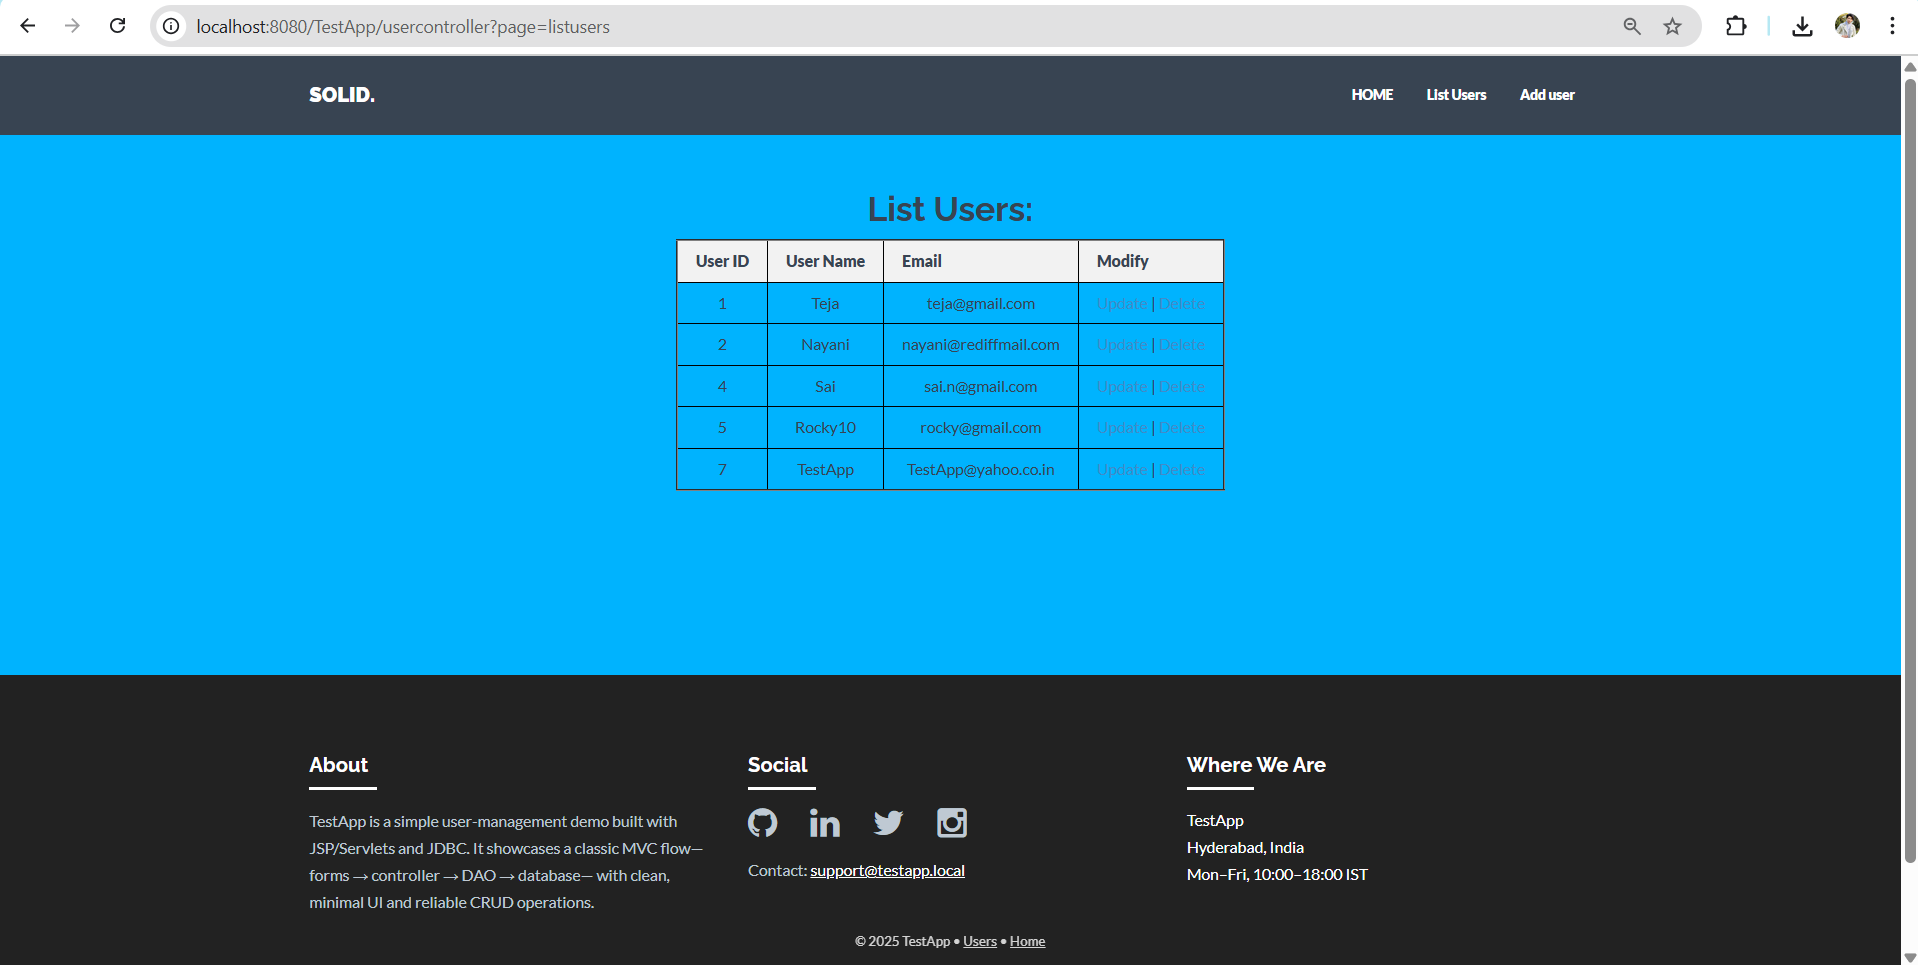 localhost:8080/TestApp/usercontroller?page=listusers
SOLID. HOME List Users Add user
List Users:
User ID User Name Email Modify
1 Teja teja@gmail.com Update | Delete
2 Nayani nayani@rediffmail.com Update | Delete
4 Sai sai.n@gmail.com Update | Delete
5 Rocky10 rocky@gmail.com Update | Delete
7 TestApp TestApp@yahoo.co.in Update | Delete
About
TestApp is a simple user-management demo built with
JSP/Servlets and JDBC. It showcases a classic MVC flow—
forms → controller → DAO → database— with clean,
minimal UI and reliable CRUD operations.
Social
Contact: support@testapp.local
Where We Are
TestApp
Hyderabad, India
Mon–Fri, 10:00–18:00 IST
© 2025 TestApp • Users • Home